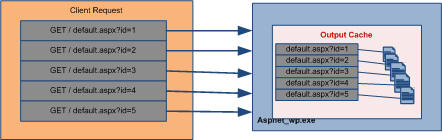 Client Request
GET / default.aspx?id=1
GET / default.aspx?id=2
GET / default.aspx?id=3
GET / default.aspx?id=4
GET / default.aspx?id=5
Output Cache
default.aspx?id=1
default.aspx?id=2
default.aspx?id=3
default.aspx?id=4
default.aspx?id=5
Aspnet_wp.exe